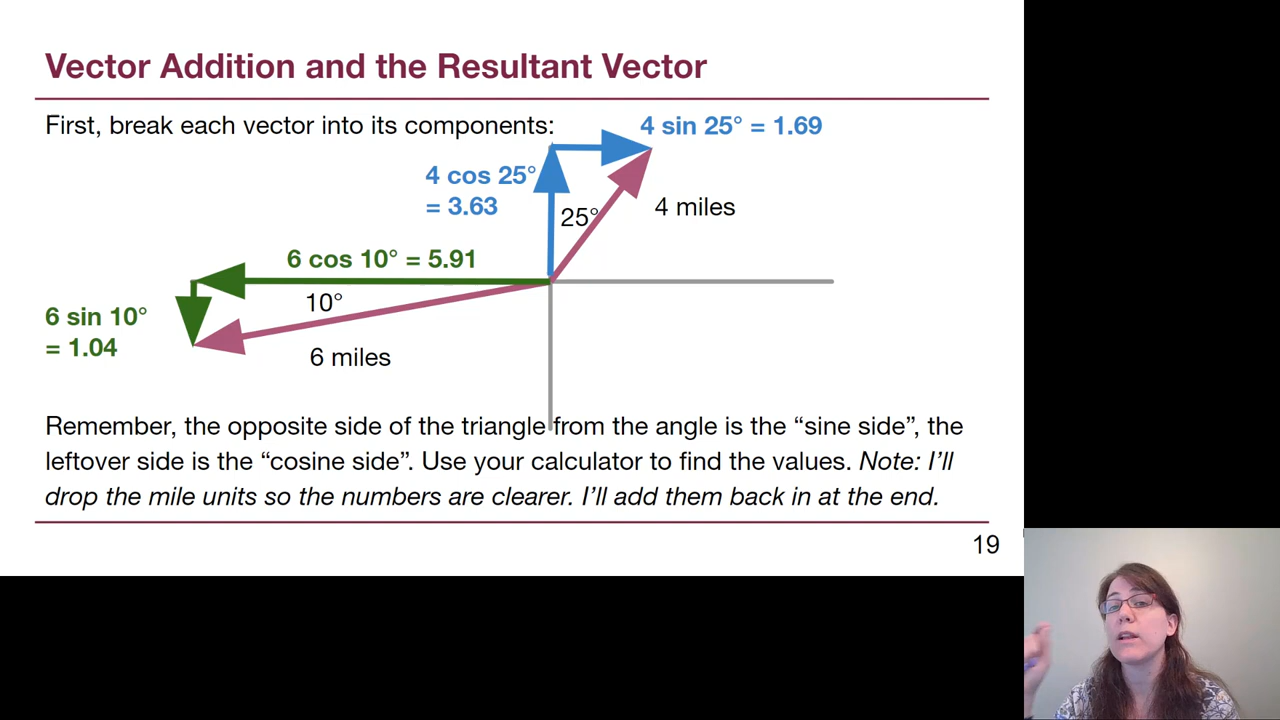 Vector Addition and the Resultant Vector
First, break each vector into its components:
4 sin 25° = 1.69
4 cos 25°
= 3.63
25°
4 miles
6 cos 10° = 5.91
10°
6 sin 10°
= 1.04
6 miles
Remember, the opposite side of the triangle from the angle is the “sine side”, the
leftover side is the “cosine side”. Use your calculator to find the values. Note: I’ll
drop the mile units so the numbers are clearer. I’ll add them back in at the end.
19